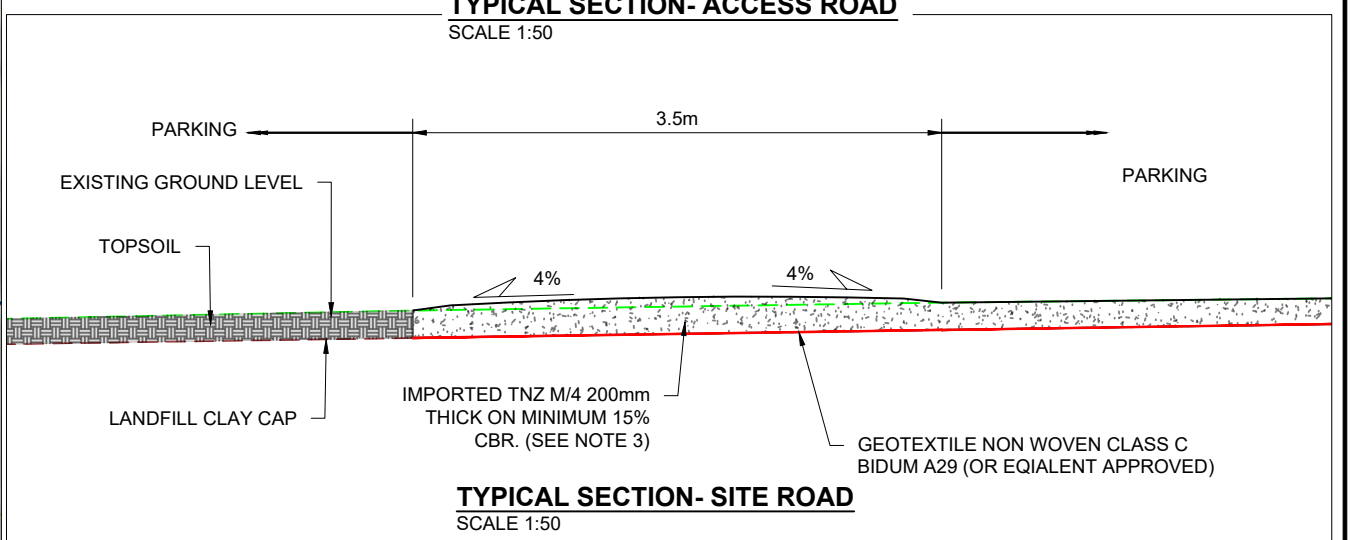 TYPICAL SECTION- ACCESS ROAD
SCALE 1:50
PARKING
3.5m
EXISTING GROUND LEVEL
PARKING
TOPSOIL
4%
4%
IMPORTED TNZ M/4 200mm
THICK ON MINIMUM 15%
CBR. (SEE NOTE 3)
LANDFILL CLAY CAP
GEOTEXTILE NON WOVEN CLASS C
BIDUM A29 (OR EQIALENT APPROVED)
TYPICAL SECTION- SITE ROAD
SCALE 1:50